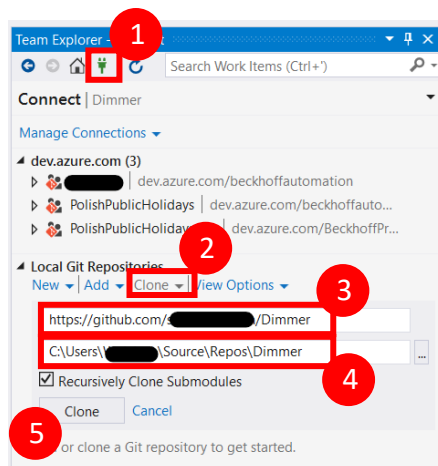 1
Team Explorer -
Search Work Items (Ctrl+')
Connect | Dimmer
Manage Connections
dev.azure.com (3)
dev.azure.com/beckhoffautomation
PolishPublicHolidays | dev.azure.com/beckhoffauto...
PolishPublicHoliday | dev.azure.com/BeckhoffPr...
2
Local Git Repositories
New | Add | Clone | View Options
3
https://github.com/s /Dimmer
C:\Users\ \Source\Repos\Dimmer
...
4
Recursively Clone Submodules
Clone Cancel
5
or clone a Git repository to get started.